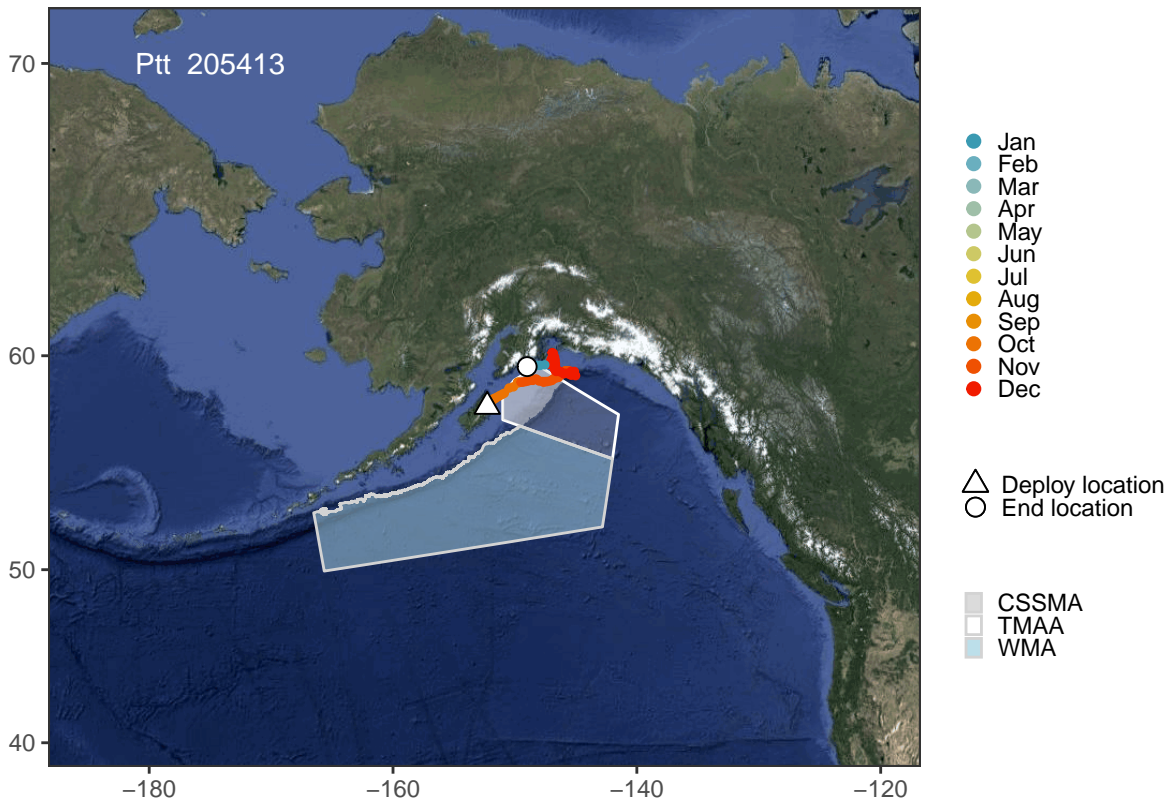 Ptt 205413
70
60
50
40
−180
−160
−140
−120
Jan
Feb
Mar
Apr
May
Jun
Jul
Aug
Sep
Oct
Nov
Dec
Deploy location
End location
CSSMA
TMAA
WMA